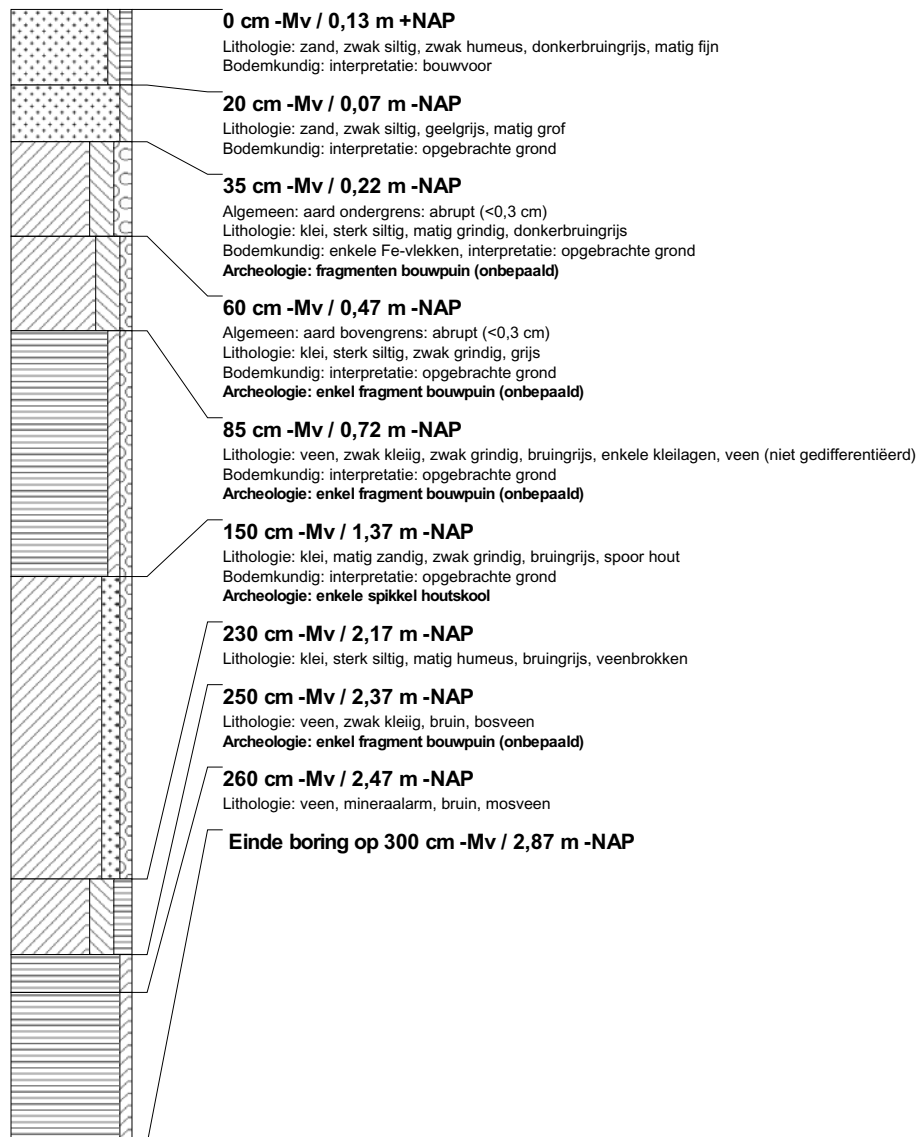 0 cm -Mv / 0,13 m +NAP
Lithologie: zand, zwak siltig, zwak humeus, donkerbruingrijs, matig fijn
Bodemkundig: interpretatie: bouwvoor
20 cm -Mv / 0,07 m -NAP
Lithologie: zand, zwak siltig, geelgrijs, matig grof
Bodemkundig: interpretatie: opgebrachte grond
35 cm -Mv / 0,22 m -NAP
Algemeen: aard ondergrens: abrupt (<0,3 cm)
Lithologie: klei, sterk siltig, matig grindig, donkerbruingrijs
Bodemkundig: enkele Fe-vlekken, interpretatie: opgebrachte grond
Archeologie: fragmenten bouwpuin (onbepaald)
60 cm -Mv / 0,47 m -NAP
Algemeen: aard bovengrens: abrupt (<0,3 cm)
Lithologie: klei, sterk siltig, zwak grindig, grijs
Bodemkundig: interpretatie: opgebrachte grond
Archeologie: enkel fragment bouwpuin (onbepaald)
85 cm -Mv / 0,72 m -NAP
Lithologie: veen, zwak kleiig, zwak grindig, bruingrijs, enkele kleilagen, veen (niet gedifferentiëerd)
Bodemkundig: interpretatie: opgebrachte grond
Archeologie: enkel fragment bouwpuin (onbepaald)
150 cm -Mv / 1,37 m -NAP
Lithologie: klei, matig zandig, zwak grindig, bruingrijs, spoor hout
Bodemkundig: interpretatie: opgebrachte grond
Archeologie: enkele spikkel houtskool
230 cm -Mv / 2,17 m -NAP
Lithologie: klei, sterk siltig, matig humeus, bruingrijs, veenbrokken
250 cm -Mv / 2,37 m -NAP
Lithologie: veen, zwak kleiig, bruin, bosveen
Archeologie: enkel fragment bouwpuin (onbepaald)
260 cm -Mv / 2,47 m -NAP
Lithologie: veen, mineraalarm, bruin, mosveen
Einde boring op 300 cm -Mv / 2,87 m -NAP